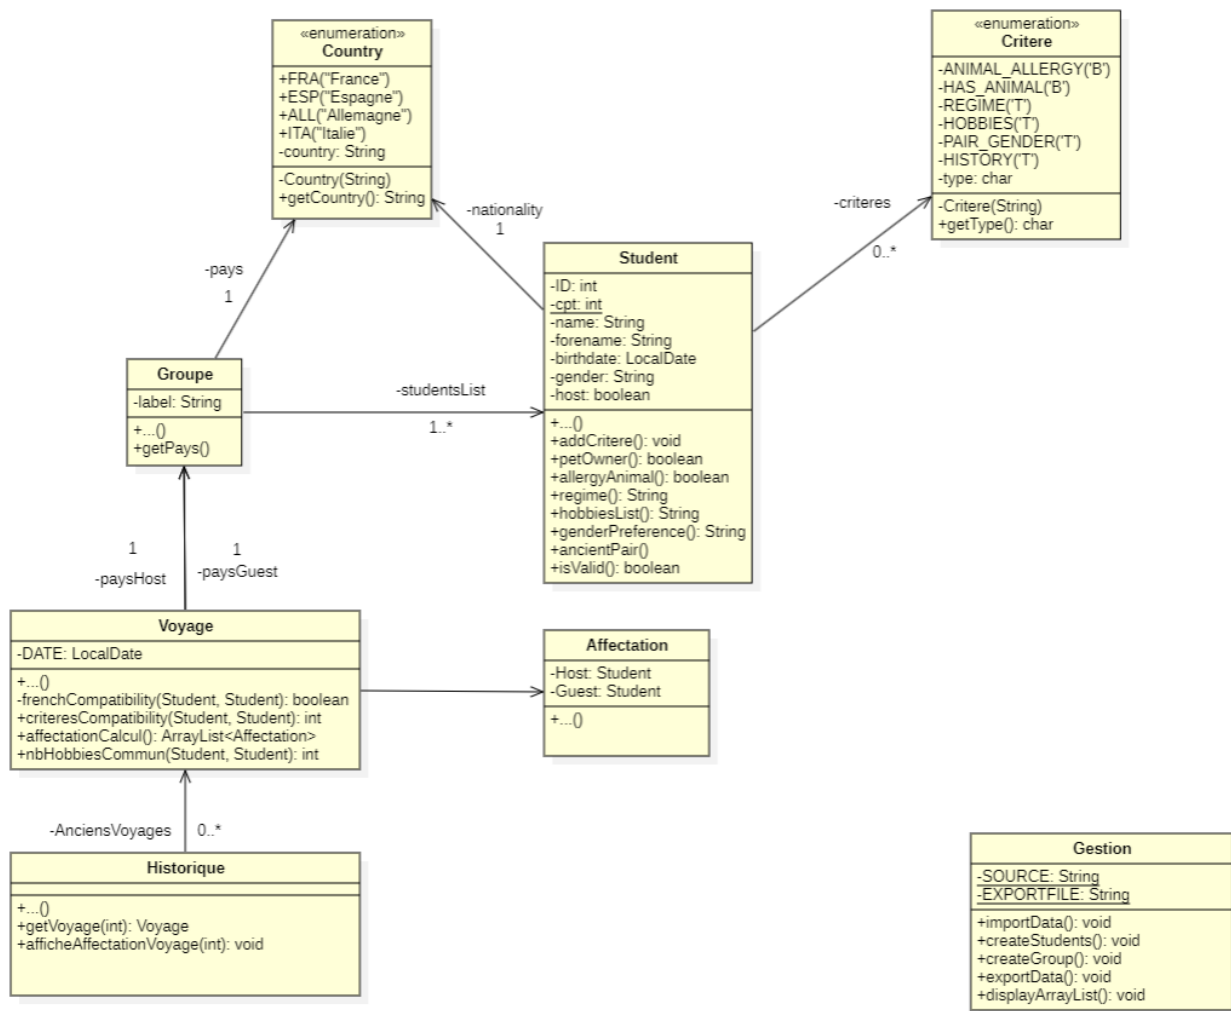 «enumeration»
Country
+FRA("France")
+ESP("Espagne")
+ALL("Allemagne")
+ITA("Italie")
-country: String
-Country(String)
+getCountry(): String
«enumeration»
Critere
-ANIMAL_ALLERGY('B')
-HAS_ANIMAL('B')
-REGIME('T')
-HOBBIES('T')
-PAIR_GENDER('T')
-HISTORY('T')
-type: char
-Critere(String)
+getType(): char
-nationality
1
-criteres
0..*
-pays
1
Student
-ID: int
-cpt: int
-name: String
-forename: String
-birthdate: LocalDate
-gender: String
-host: boolean
+...()
+addCritere(): void
+petOwner(): boolean
+allergyAnimal(): boolean
+regime(): String
+hobbiesList(): String
+genderPreference(): String
+ancientPair()
+isValid(): boolean
Groupe
-label: String
+...()
+getPays()
-studentsList
1..*
1
-paysHost
1
-paysGuest
Voyage
-DATE: LocalDate
+...()
-frenchCompatibility(Student, Student): boolean
+criteresCompatibility(Student, Student): int
+affectationCalcul(): ArrayList<Affectation>
+nbHobbiesCommun(Student, Student): int
Affectation
-Host: Student
-Guest: Student
+...()
-AnciensVoyages
0..*
Historique
+...()
+getVoyage(int): Voyage
+afficheAffectationVoyage(int): void
Gestion
-SOURCE: String
-EXPORTFILE: String
+importData(): void
+createStudents(): void
+createGroup(): void
+exportData(): void
+displayArrayList(): void